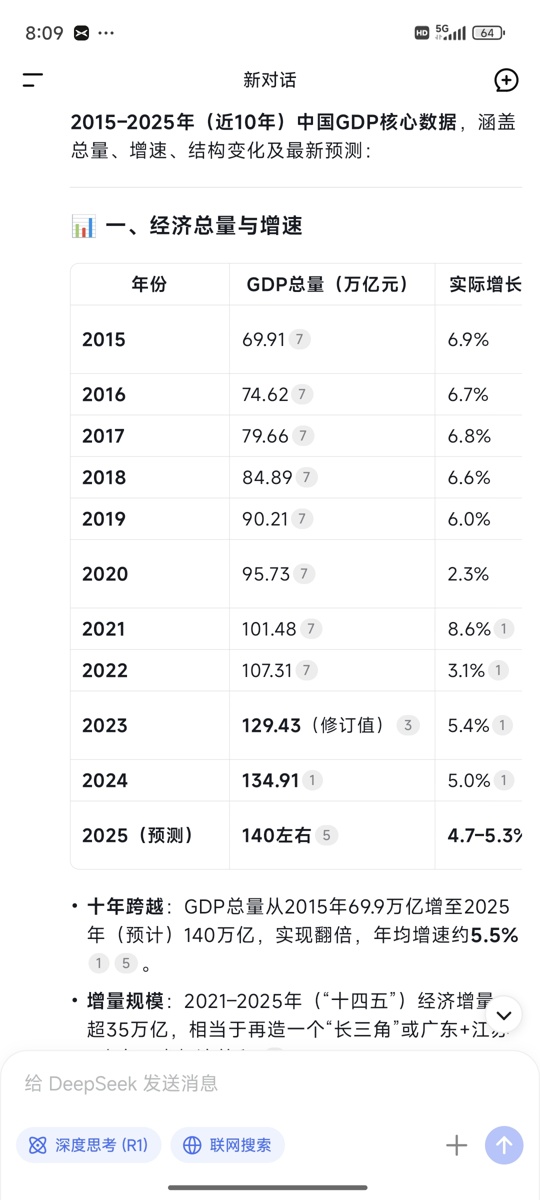 8:09 ··· HD 5G 64
新对话
2015–2025年（近10年）中国GDP核心数据，涵盖
总量、增速、结构变化及最新预测：
一、经济总量与增速
年份 GDP总量（万亿元） 实际增长
2015 69.91 7 6.9%
2016 74.62 7 6.7%
2017 79.66 7 6.8%
2018 84.89 7 6.6%
2019 90.21 7 6.0%
2020 95.73 7 2.3%
2021 101.48 7 8.6% 1
2022 107.31 7 3.1% 1
2023 129.43（修订值） 3 5.4% 1
2024 134.91 1 5.0% 1
2025（预测） 140左右 5 4.7–5.3%
• 十年跨越：GDP总量从2015年69.9万亿增至2025
年（预计）140万亿，实现翻倍，年均增速约5.5%
1 5 。
• 增量规模：2021–2025年（“十四五”）经济增量
超35万亿，相当于再造一个“长三角”或广东+江苏
给 DeepSeek 发送消息
深度思考 (R1) 联网搜索